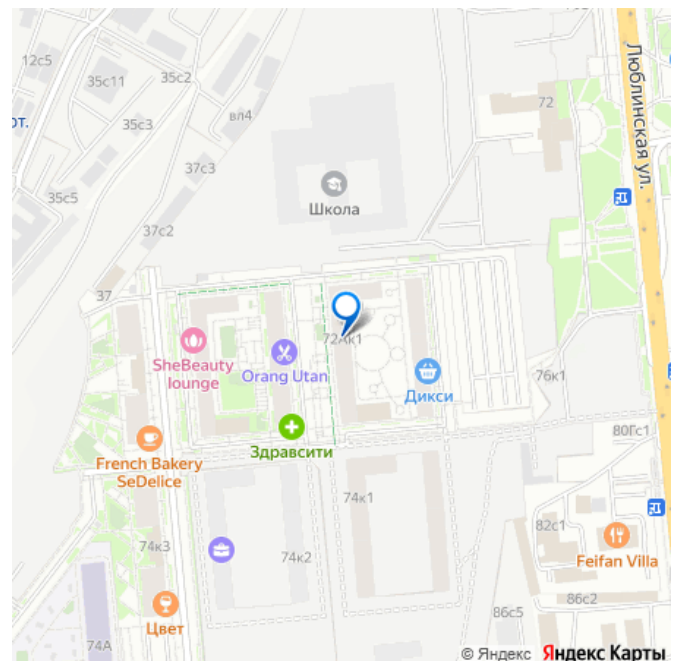 72с5
12с5
35с11
35с2
72
Люблинская ул.
вл4
от.
35с3
37с3
Школа
35с5
37с2
37
72Ак1
SheBeauty
lounge
Orang Utan
Дикси
76к1
Здравсити
80Гс1
French Bakery
SeDelice
74к1
82с1
74к3
74к2
Feifan Villa
86с2
86с5
Цвет
74А
© Яндекс Яндекс Карты